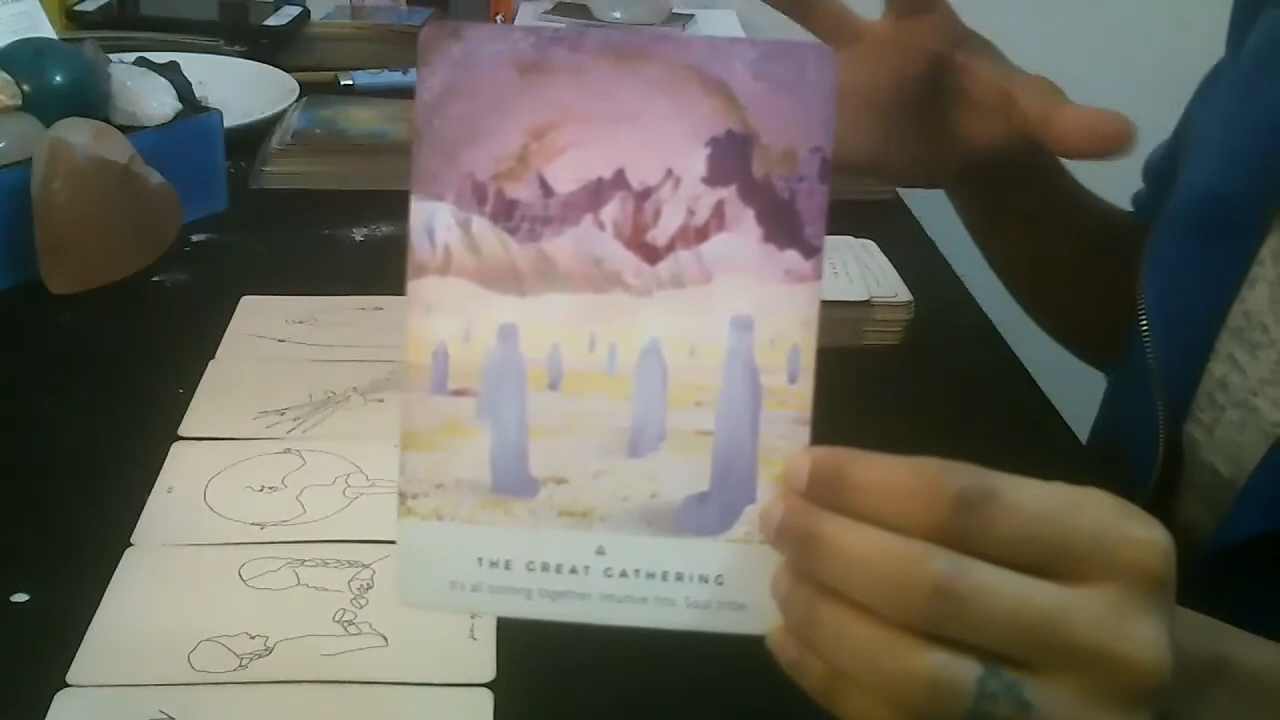 THE GREAT GATHERING
It's all coming together. Intuitive hits. Soul tribe